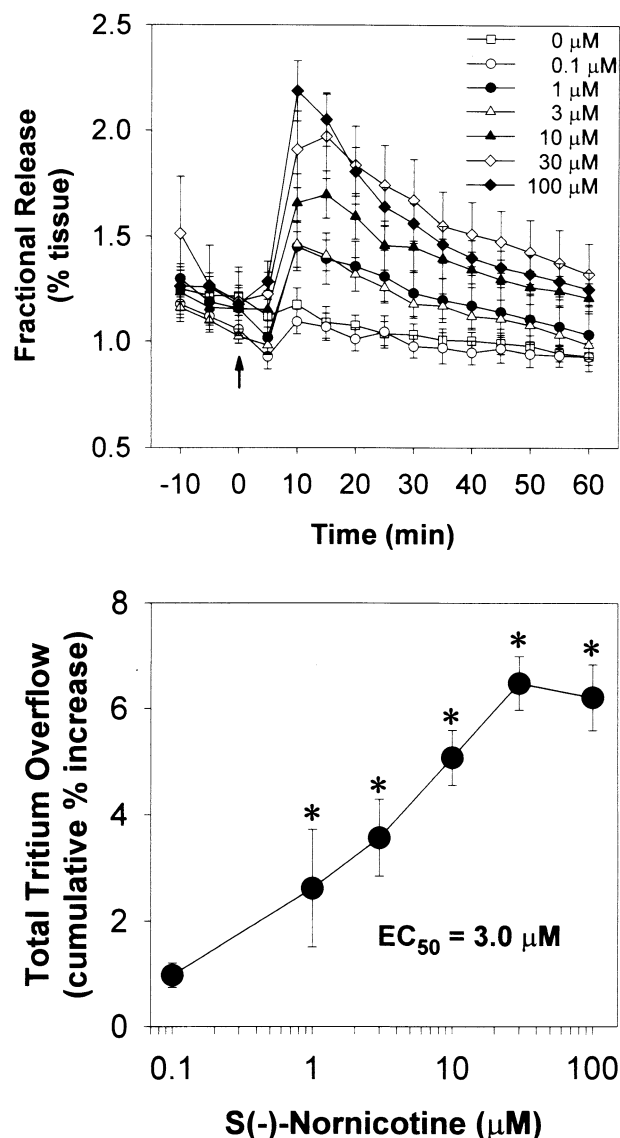 2.5
2.0
1.5
1.0
0.5
Fractional Release
(% tissue)
0 μM
0.1 μM
1 μM
3 μM
10 μM
30 μM
100 μM
-10 0 10 20 30 40 50 60
Time (min)
8
6
4
2
0
Total Tritium Overflow
(cumulative % increase)
* * * * *
EC50 = 3.0 μM
0.1 1 10 100
S(-)-Nornicotine (μM)